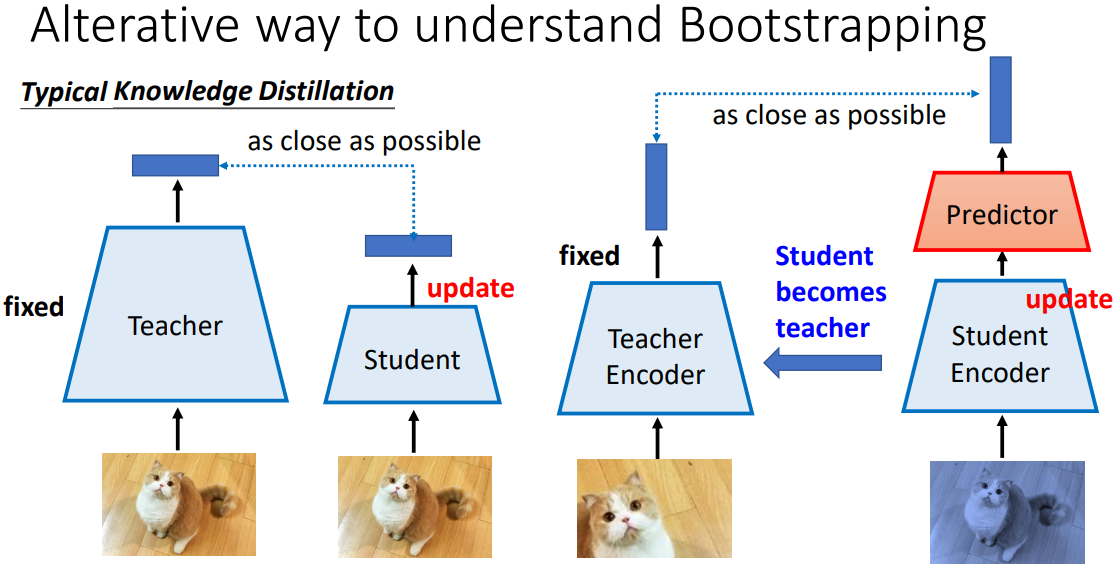 Alterative way to understand Bootstrapping
Typical Knowledge Distillation
as close as possible
fixed
update
Teacher
Student
as close as possible
Predictor
fixed
Student
becomes
teacher
update
Teacher
Encoder
Student
Encoder